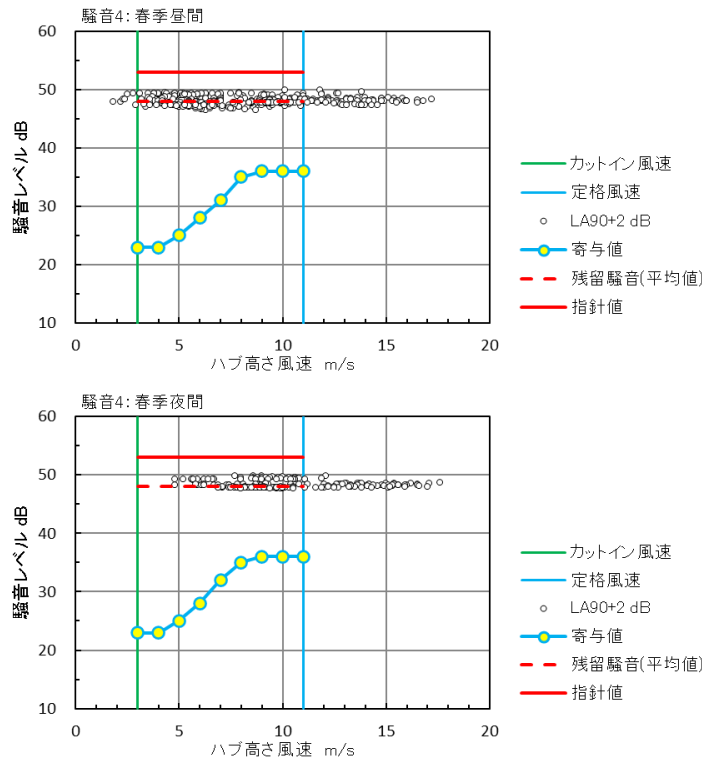 騒音4：春季昼間
60
50
40
30
20
10
騒音レベル dB
0
5
10
15
20
ハブ高さ風速 m/s
カットイン風速
定格風速
LA90+2 dB
寄与値
残留騒音(平均値)
指針値
騒音4：春季夜間
60
50
40
30
20
10
騒音レベル dB
0
5
10
15
20
ハブ高さ風速 m/s
カットイン風速
定格風速
LA90+2 dB
寄与値
残留騒音(平均値)
指針値